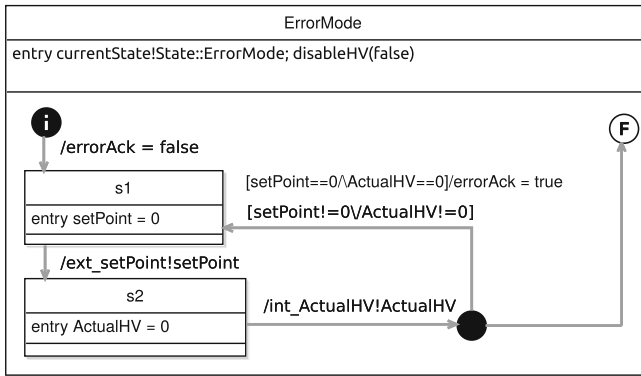 ErrorMode
entry currentState!State::ErrorMode; disableHV(false)
i
F
/errorAck = false
s1
[setPoint==0/\ActualHV==0]/errorAck = true
entry setPoint = 0
[setPoint!=0\/ActualHV!=0]
/ext_setPoint!setPoint
s2
/int_ActualHV!ActualHV
entry ActualHV = 0